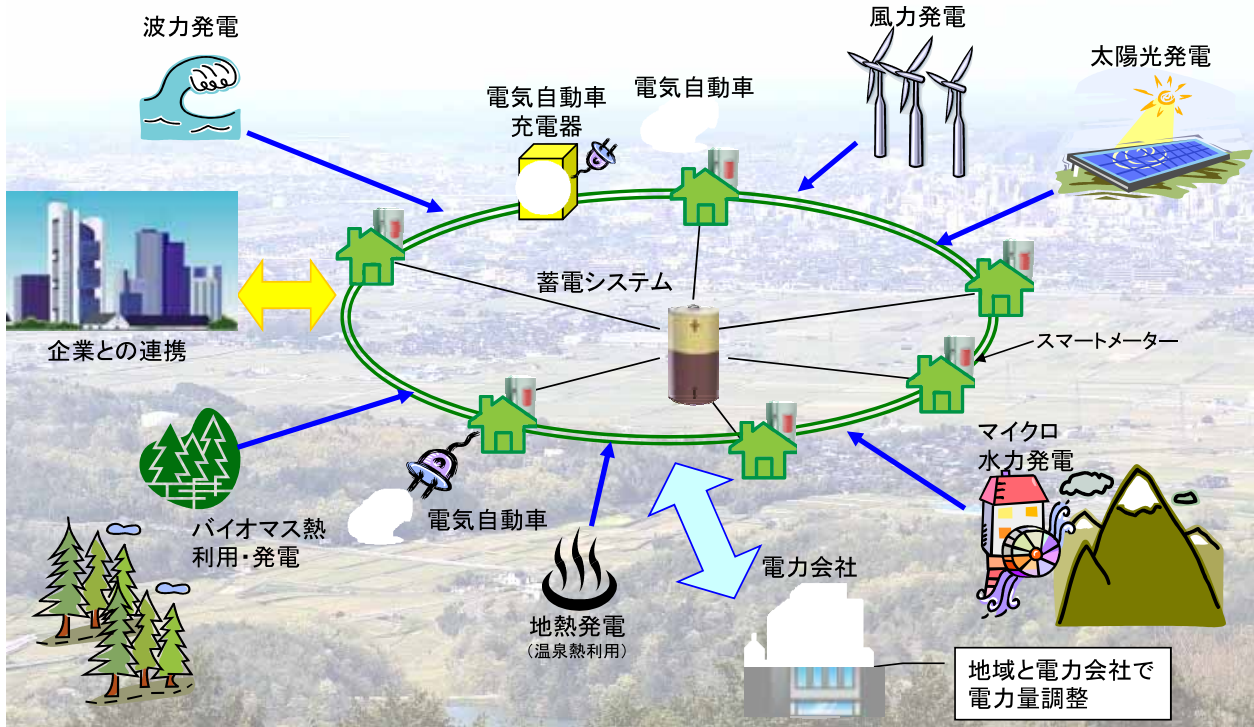 波力発電
風力発電
太陽光発電
電気自動車
充電器
電気自動車
蓄電システム
企業との連携
スマートメーター
マイクロ
水力発電
バイオマス熱
利用・発電
電気自動車
地熱発電
（温泉熱利用）
電力会社
地域と電力会社で
電力量調整